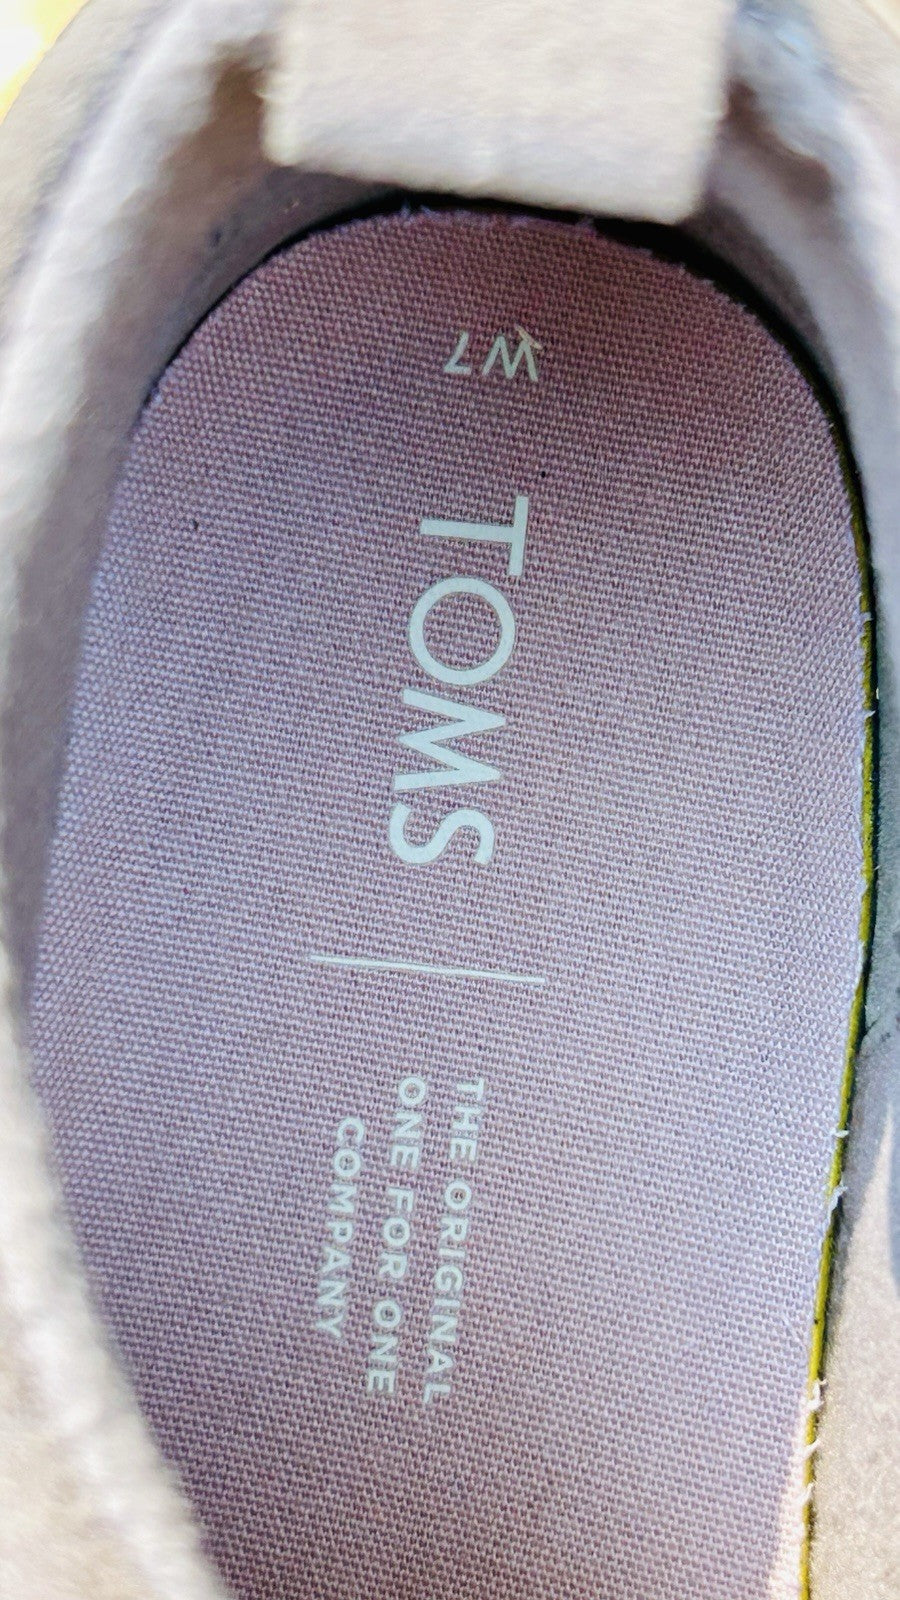 W7
TOMS
THE ORIGINAL
ONE FOR ONE
COMPANY